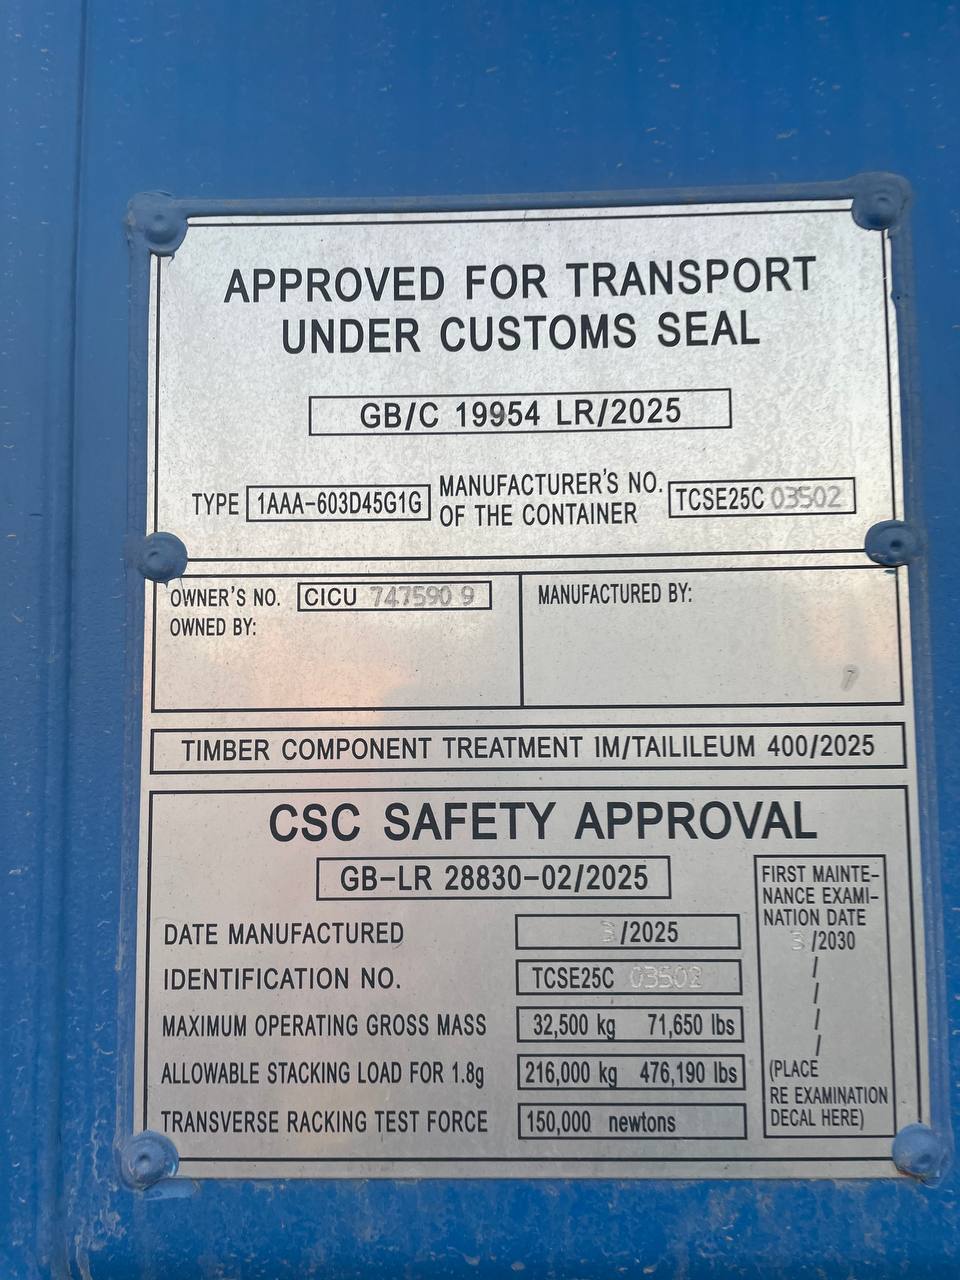 APPROVED FOR TRANSPORT
UNDER CUSTOMS SEAL
GB/C 19954 LR/2025
TYPE 1AAA-603D45G1G MANUFACTURER'S NO. OF THE CONTAINER TCSE25C 03502
OWNER'S NO. CICU 747590 9
OWNED BY:
MANUFACTURED BY:
7
TIMBER COMPONENT TREATMENT IM/TAILILEUM 400/2025
CSC SAFETY APPROVAL
GB-LR 28830-02/2025
DATE MANUFACTURED 3/2025
IDENTIFICATION NO. TCSE25C 03502
MAXIMUM OPERATING GROSS MASS 32,500 kg 71,650 lbs
ALLOWABLE STACKING LOAD FOR 1.8g 216,000 kg 476,190 lbs
TRANSVERSE RACKING TEST FORCE 150,000 newtons
FIRST MAINTE-
NANCE EXAMI-
NATION DATE
3/2030
/
/
/
/
(PLACE
RE EXAMINATION
DECAL HERE)